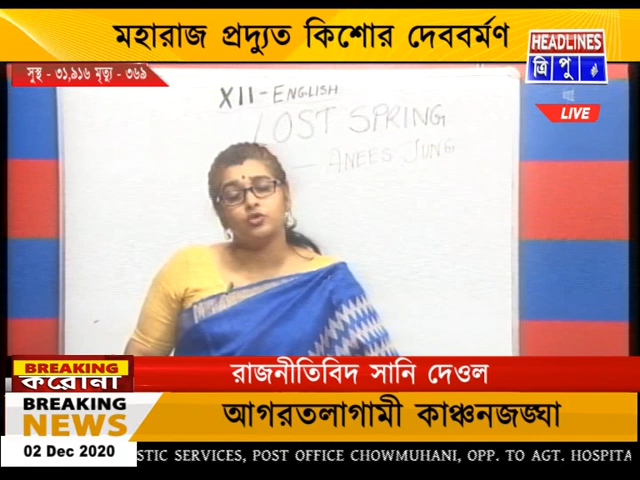 মহারাজ প্রদ্যুত কিশোর দেববর্মণ
HEADLINES
ত্রিপুরা
সুস্থ - ৩১,৯১৬ মৃত্যু - ৩৬৯
LIVE
XII - ENGLISH
LOST SPRING
— ANEES JUNG
BREAKING
করোনা
রাজনীতিবিদ সানি দেওল
BREAKING
NEWS
আগরতলাগামী কাঞ্চনজঙ্ঘা
02 Dec 2020
STIC SERVICES, POST OFFICE CHOWMUHANI, OPP. TO AGT. HOSPITA